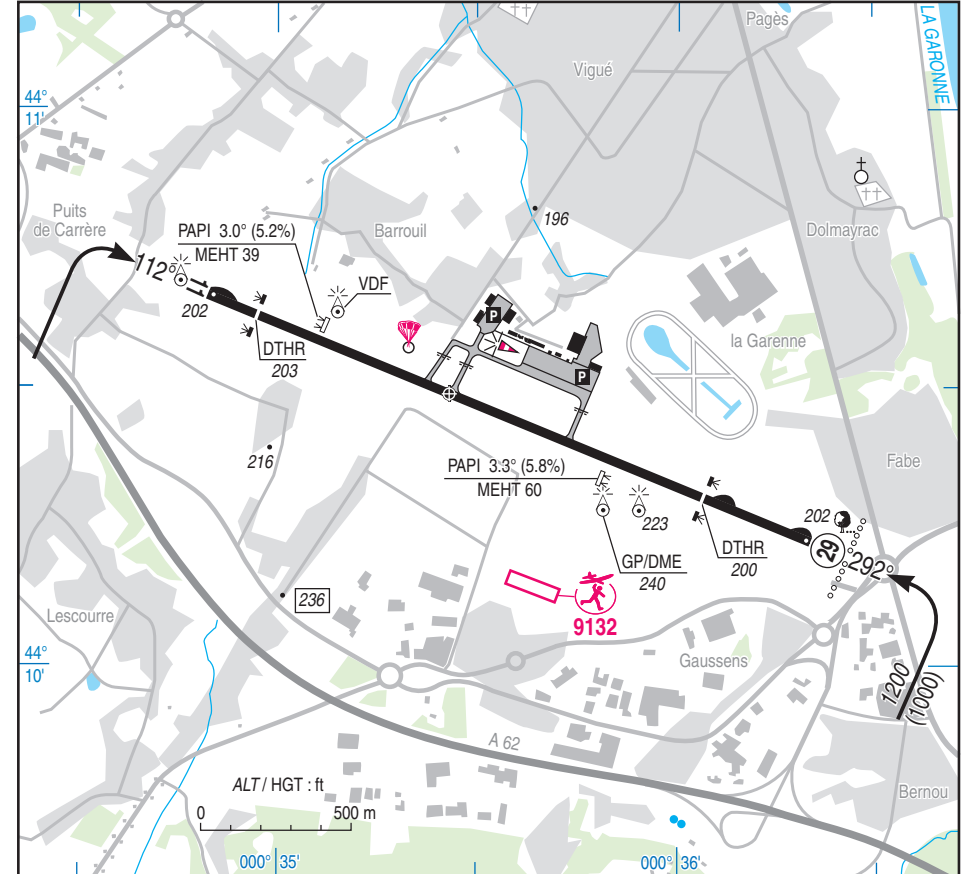 Pagès
LA GARONNE
Vigué
44°
11'
Puits
de Carrère
PAPI 3.0° (5.2%)
MEHT 39
Barrouil
196
Dolmayrac
112°
VDF
202
P
DTHR
203
la Garenne
P
216
PAPI 3.3° (5.8%)
MEHT 60
Fabe
223
202
GP/DME
240
DTHR
200
29
292°
236
9132
Lescourre
44°
10'
Gaussens
1200
(1000)
A 62
ALT / HGT : ft
0 500 m
Bernou
000° 35'
000° 36'